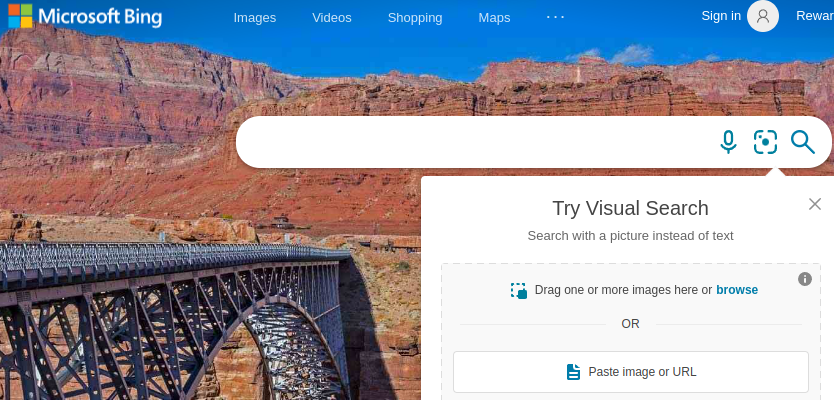 Microsoft Bing
Images Videos Shopping Maps ...
Sign in
Rewar
Try Visual Search
Search with a picture instead of text
Drag one or more images here or browse
OR
Paste image or URL